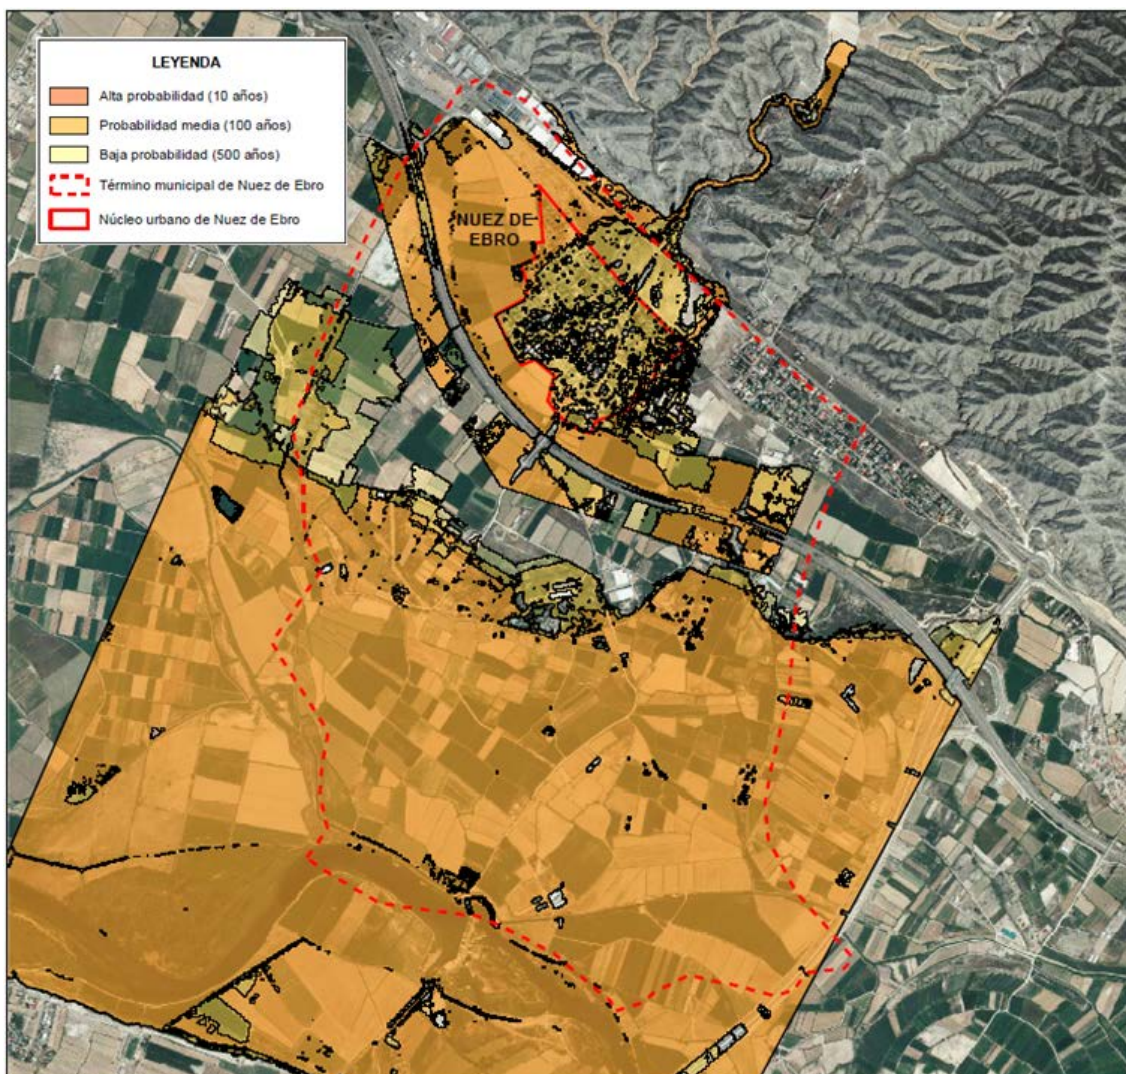 LEYENDA
Alta probabilidad (10 años)
Probabilidad media (100 años)
Baja probabilidad (500 años)
Término municipal de Nuez de Ebro
Núcleo urbano de Nuez de Ebro
NUEZ DE
EBRO